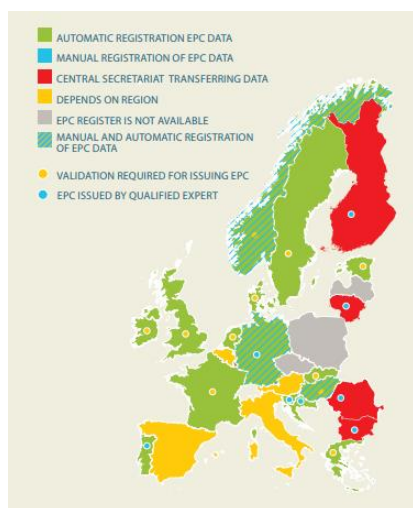 AUTOMATIC REGISTRATION EPC DATA
MANUAL REGISTRATION OF EPC DATA
CENTRAL SECRETARIAT TRANSFERRING DATA
DEPENDS ON REGION
EPC REGISTER IS NOT AVAILABLE
MANUAL AND AUTOMATIC REGISTRATION
OF EPC DATA
VALIDATION REQUIRED FOR ISSUING EPC
EPC ISSUED BY QUALIFIED EXPERT